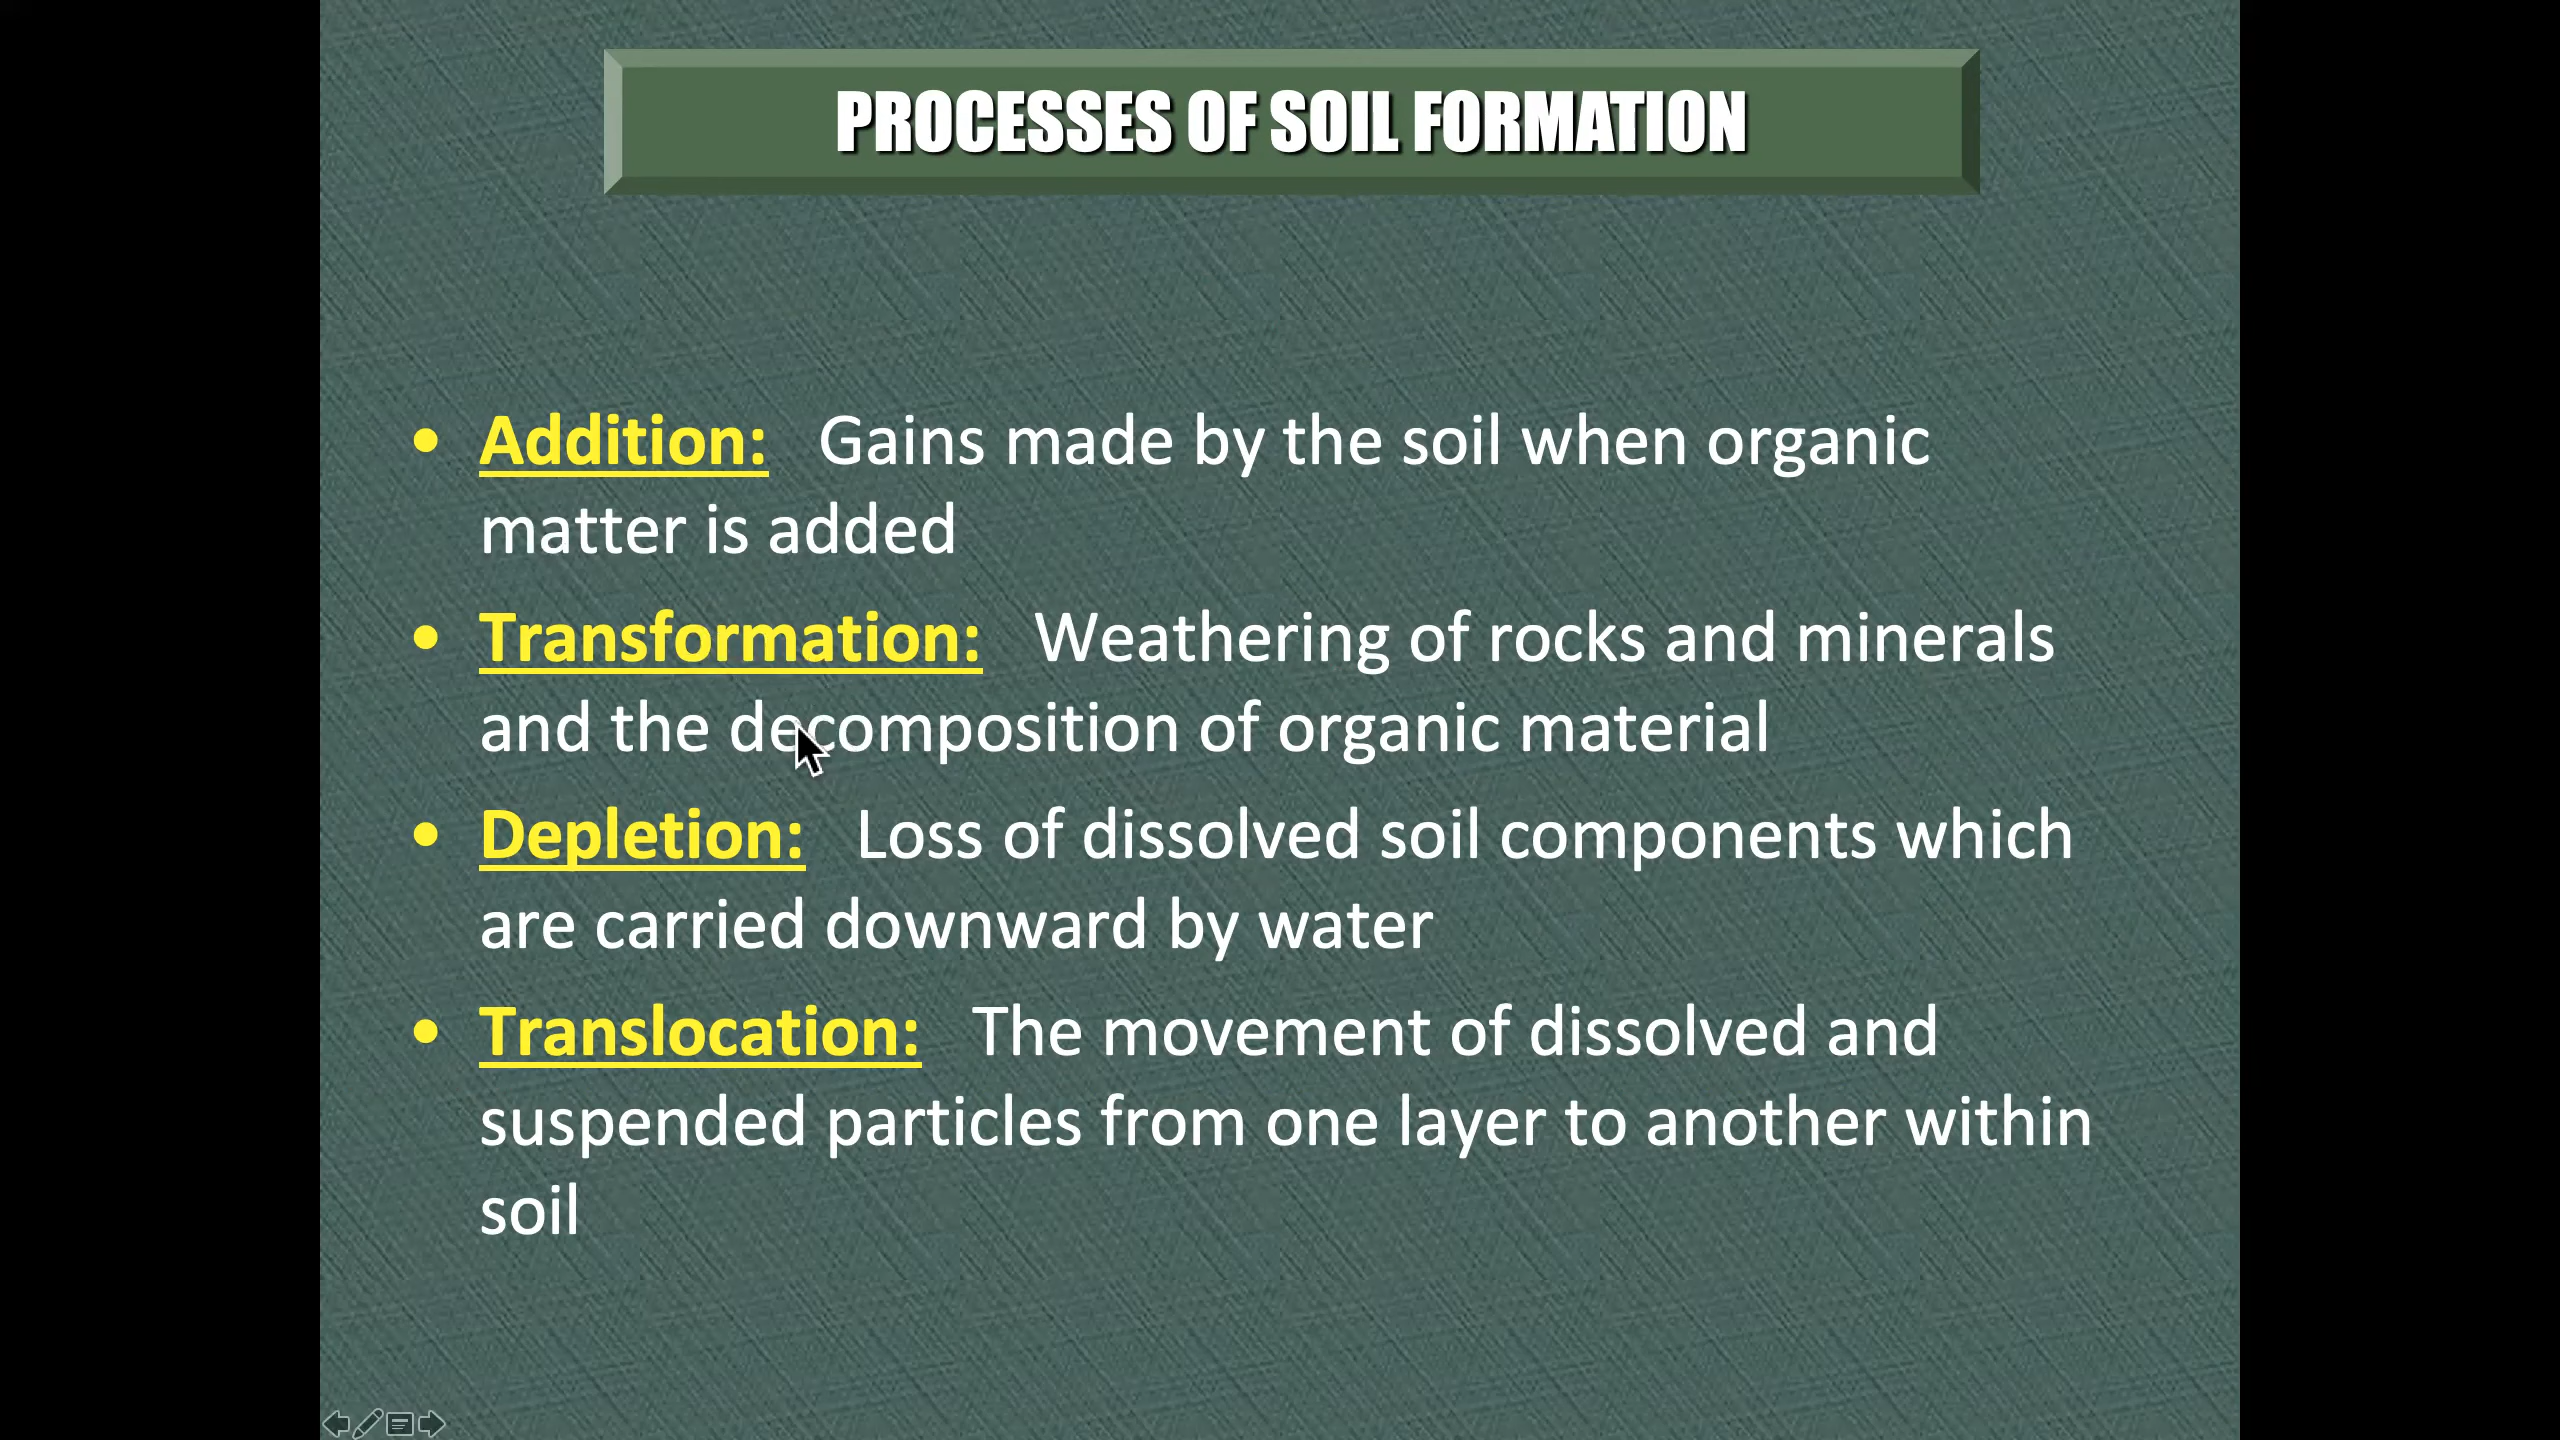 PROCESSES OF SOIL FORMATION
• Addition: Gains made by the soil when organic
matter is added
• Transformation: Weathering of rocks and minerals
and the decomposition of organic material
• Depletion: Loss of dissolved soil components which
are carried downward by water
• Translocation: The movement of dissolved and
suspended particles from one layer to another within
soil